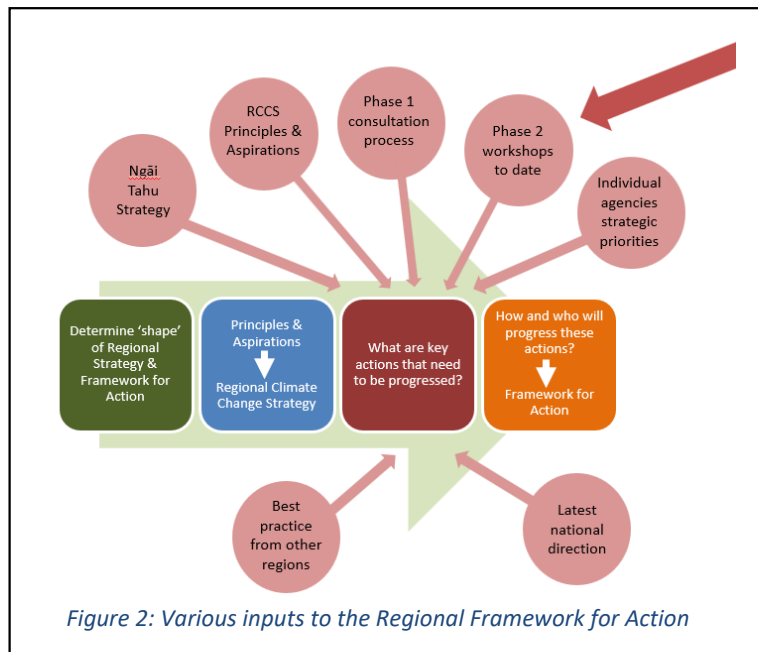 RCCS
Principles &
Aspirations
Phase 1
consultation
process
Phase 2
workshops
to date
Ngāi
Tahu
Strategy
Individual
agencies
strategic
priorities
Determine ‘shape’
of Regional
Strategy &
Framework for
Action
Principles &
Aspirations
Regional Climate
Change Strategy
What are key
actions that need
to be progressed?
How and who will
progress these
actions?
Framework for
Action
Best
practice
from other
regions
Latest
national
direction
Figure 2: Various inputs to the Regional Framework for Action